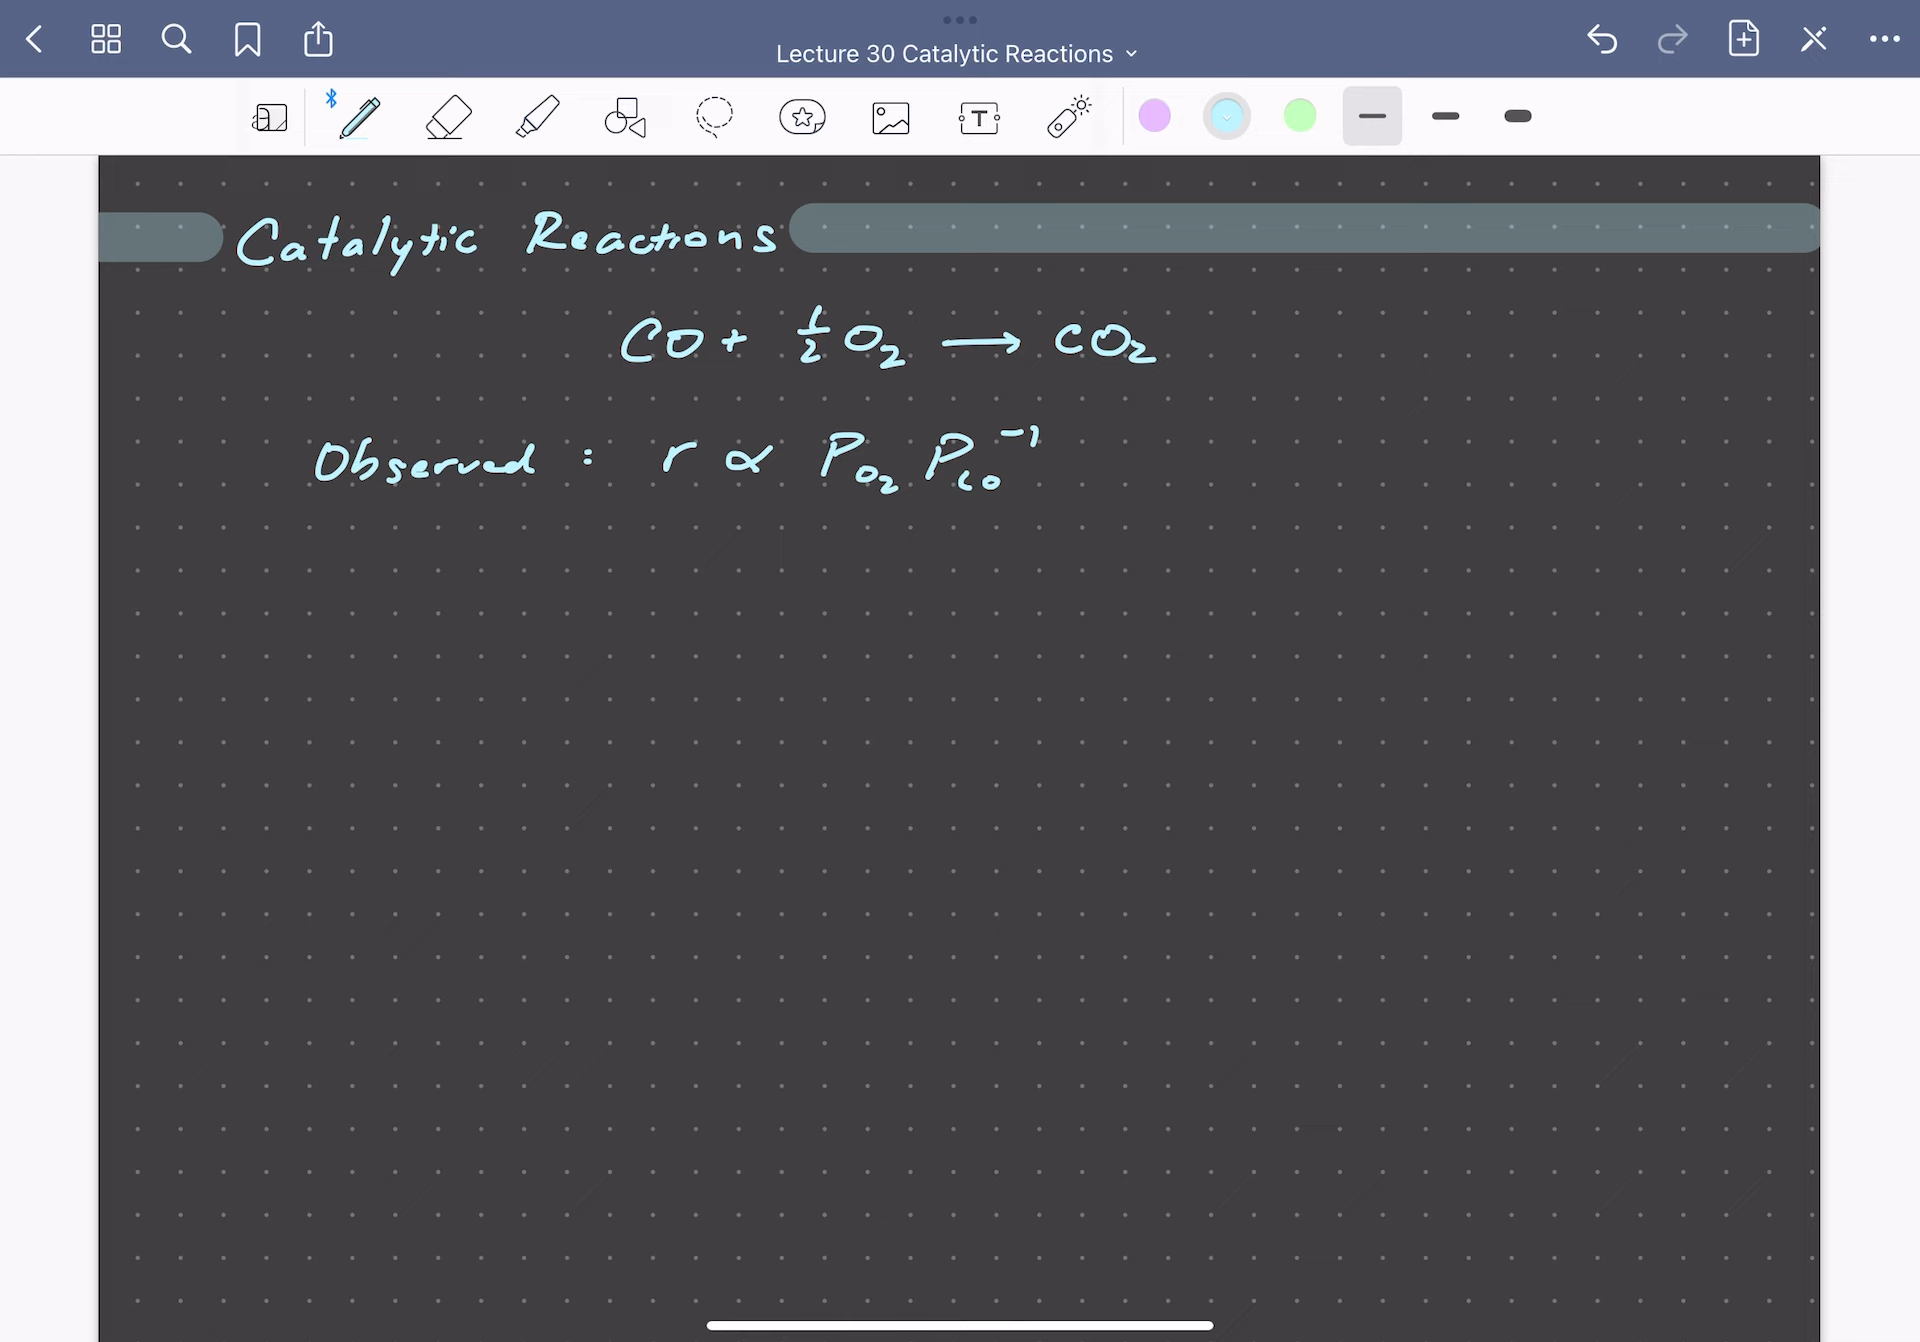 Lecture 30 Catalytic Reactions
T
Catalytic Reactions
CO + ½ O₂ ⟶ CO₂
Observed : r ∝ P_O₂ P_CO⁻¹